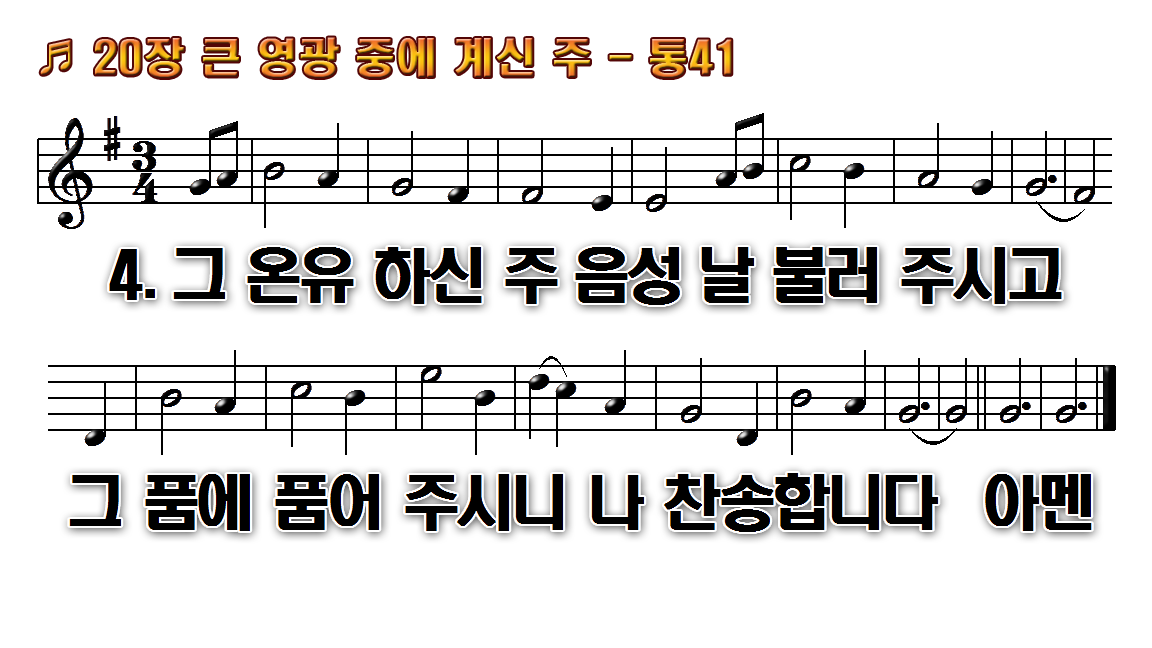 ♬ 20장 큰 영광 중에 계신 주 - 통41
3/4
4. 그 온유 하신 주 음성 날 불러 주시고
그 품에 품어 주시니 나 찬송합니다 아멘